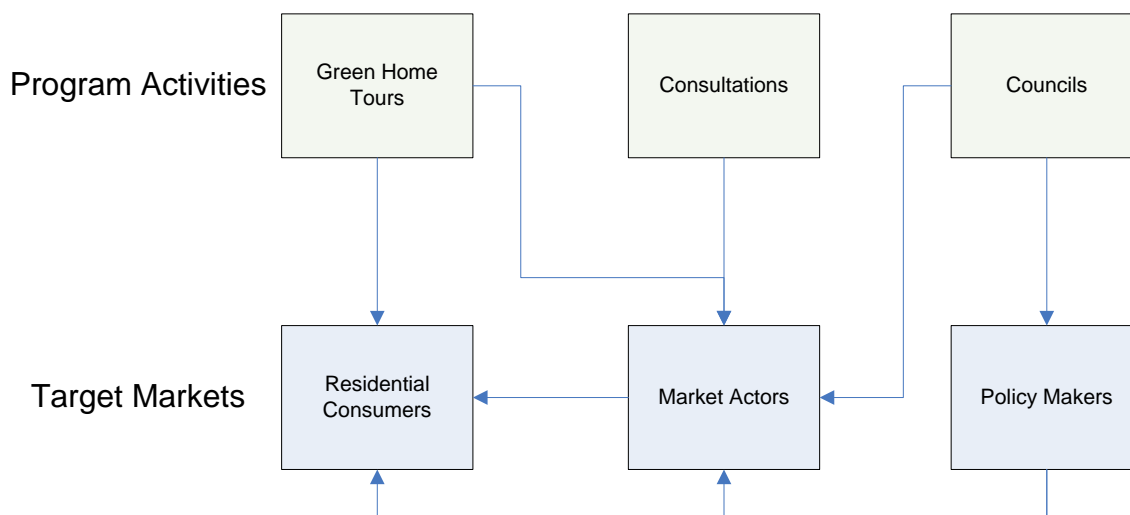 Program Activities
Green Home
Tours
Consultations
Councils
Target Markets
Residential
Consumers
Market Actors
Policy Makers